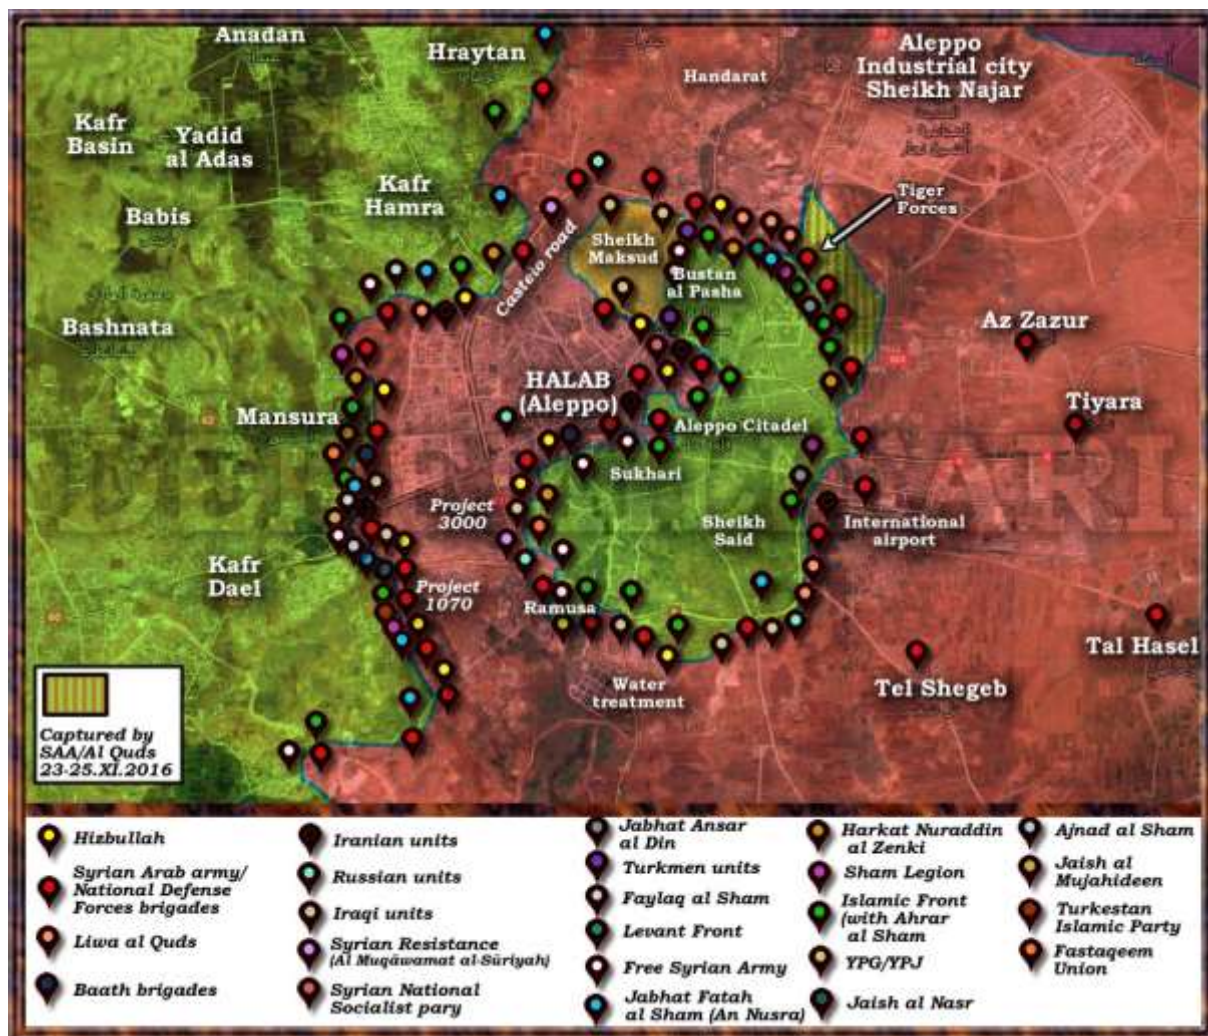 Anadan
Hraytan
Aleppo
Industrial city
Sheikh Najar
Handarat
Kafr
Basin
Yadid
al Adas
Kafr
Hamra
Tiger
Forces
Babis
Sheikh
Maksud
Castelo road
Bustan
al Pasha
Bashnata
Az Zazur
HALAB
(Aleppo)
Mansura
Tiyara
Aleppo Citadel
Sukhari
Project
3000
Sheikh
Said
International
airport
Kafr
Dael
Project
1070
Ramusa
Tal Hasel
Water
treatment
Tel Shegeb
Captured by
SAA/Al Quds
23-25.XI.2016
Hizbullah
Syrian Arab army/
National Defense
Forces brigades
Liwa al Quds
Baath brigades
Iranian units
Russian units
Iraqi units
Syrian Resistance
(Al Muqāwamat al-Sūriyah)
Syrian National
Socialist pary
Jabhat Ansar
al Din
Turkmen units
Faylaq al Sham
Levant Front
Free Syrian Army
Jabhat Fatah
al Sham (An Nusra)
Harkat Nuraddin
al Zenki
Sham Legion
Islamic Front
(with Ahrar
al Sham
YPG/YPJ
Jaish al Nasr
Ajnad al Sham
Jaish al
Mujahideen
Turkestan
Islamic Party
Fastaqeem
Union